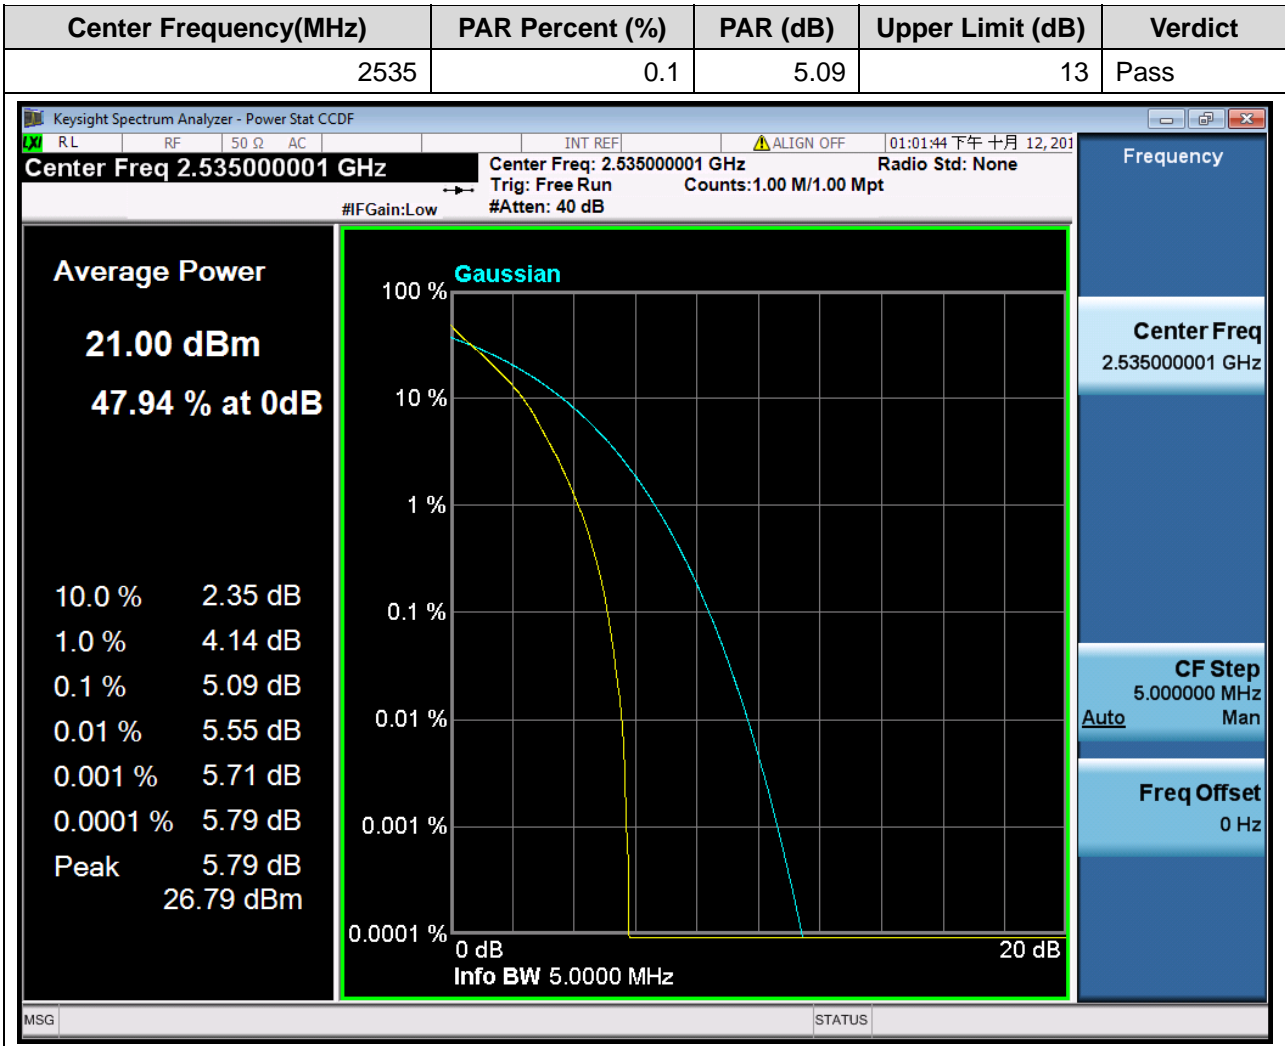 Center Frequency(MHz) PAR Percent (%) PAR (dB) Upper Limit (dB) Verdict
2535 0.1 5.09 13 Pass
Keysight Spectrum Analyzer - Power Stat CCDF
LXI RL RF 50 Ω AC INT REF ALIGN OFF 01:01:44 下午 十月 12, 201
Center Freq 2.535000001 GHz
#IFGain:Low
Center Freq: 2.535000001 GHz Radio Std: None
Trig: Free Run Counts:1.00 M/1.00 Mpt
#Atten: 40 dB
Average Power
21.00 dBm
47.94 % at 0dB
10.0 % 2.35 dB
1.0 % 4.14 dB
0.1 % 5.09 dB
0.01 % 5.55 dB
0.001 % 5.71 dB
0.0001 % 5.79 dB
Peak 5.79 dB
26.79 dBm
Gaussian
100 %
10 %
1 %
0.1 %
0.01 %
0.001 %
0.0001 %
0 dB 20 dB
Info BW 5.0000 MHz
Frequency
Center Freq
2.535000001 GHz
CF Step
5.000000 MHz
Auto Man
Freq Offset
0 Hz
MSG STATUS